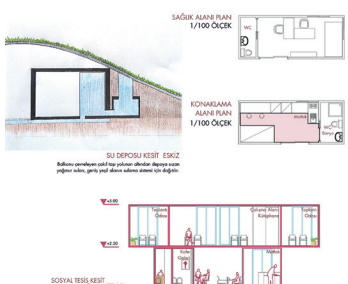 SAĞLIK ALANI PLAN
1/100 ÖLÇEK
WC
KONAKLAMA
ALANI PLAN
1/100 ÖLÇEK
Mutfak
WC
Banyo
SU DEPOSU KESİT ESKİZ
Balkonu çevreleyen çakıl taşı yolunun altından depoya sızan
yağmur suları, geniş yeşil alanın sulama sistemi için dağıtılır.
+5.00
Toplantı
Odası
Çalışma Alanı
Kütüphane
Toplantı
Odası
+2.50
Mutfak
SOSYAL TESİS KESİT